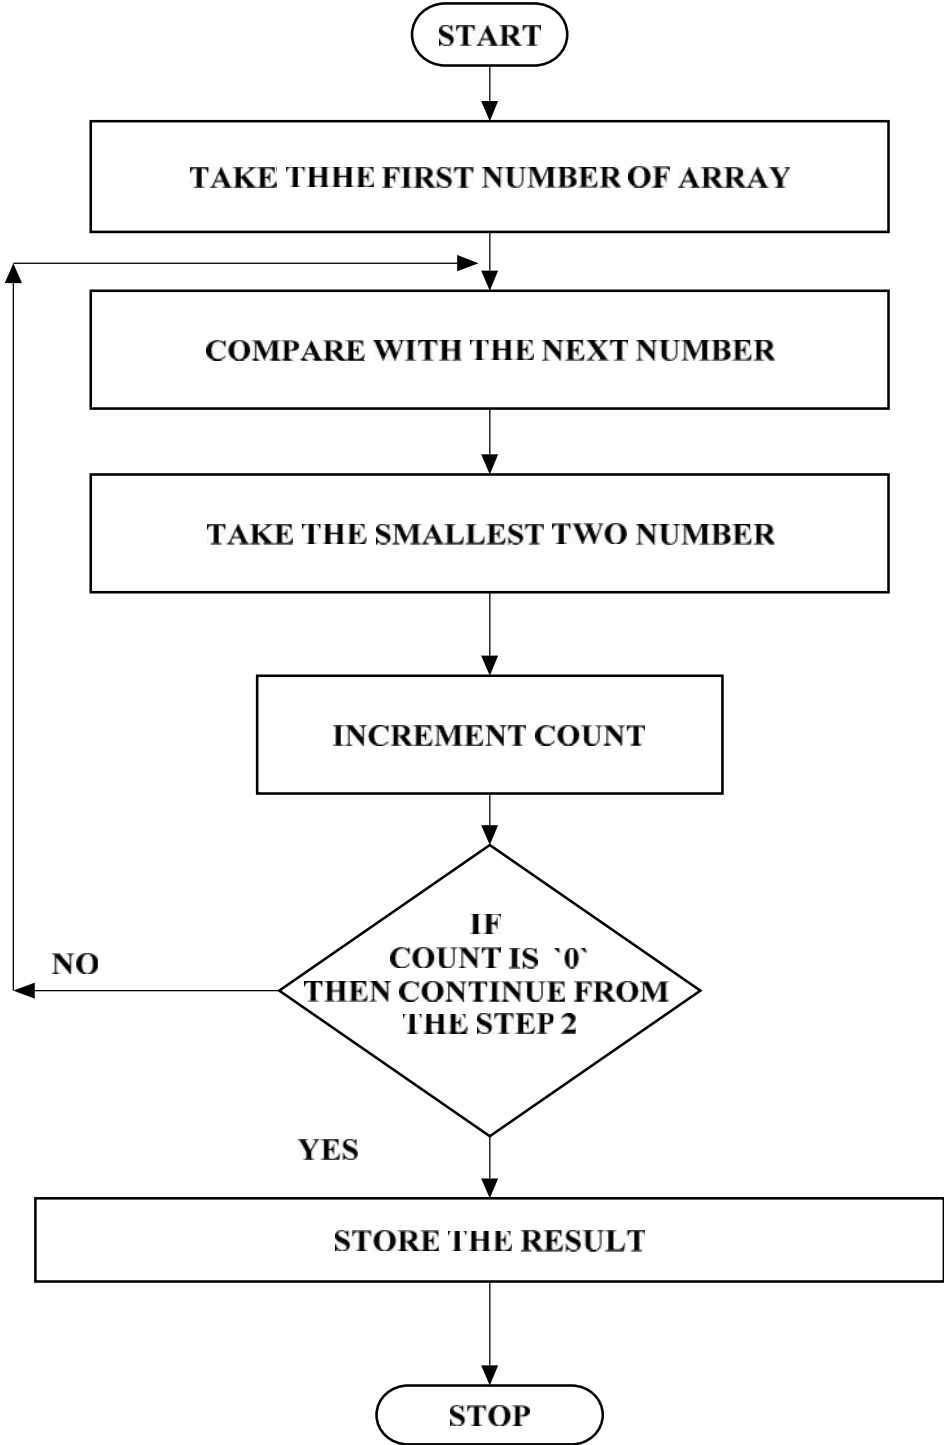 START
TAKE THHE FIRST NUMBER OF ARRAY
COMPARE WITH THE NEXT NUMBER
TAKE THE SMALLEST TWO NUMBER
INCREMENT COUNT
IF
COUNT IS `0`
THEN CONTINUE FROM
THE STEP 2
NO
YES
STORE THE RESULT
STOP